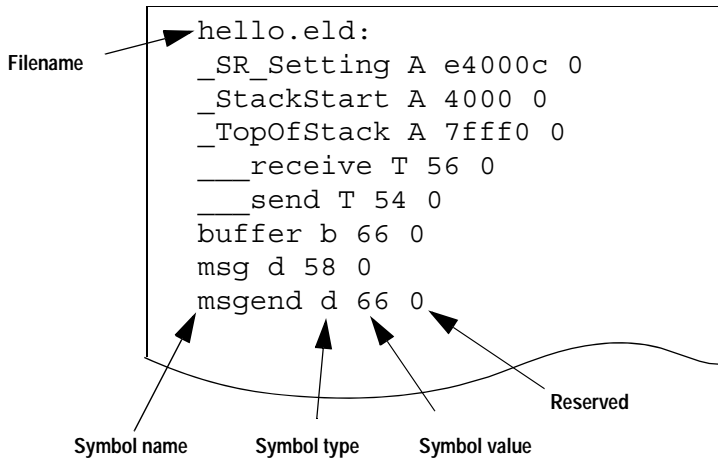 hello.eld:
Filename
_SR_Setting A e4000c 0
_StackStart A 4000 0
_TopOfStack A 7fff0 0
___receive T 56 0
___send T 54 0
buffer b 66 0
msg d 58 0
msgend d 66 0
Reserved
Symbol name Symbol type Symbol value